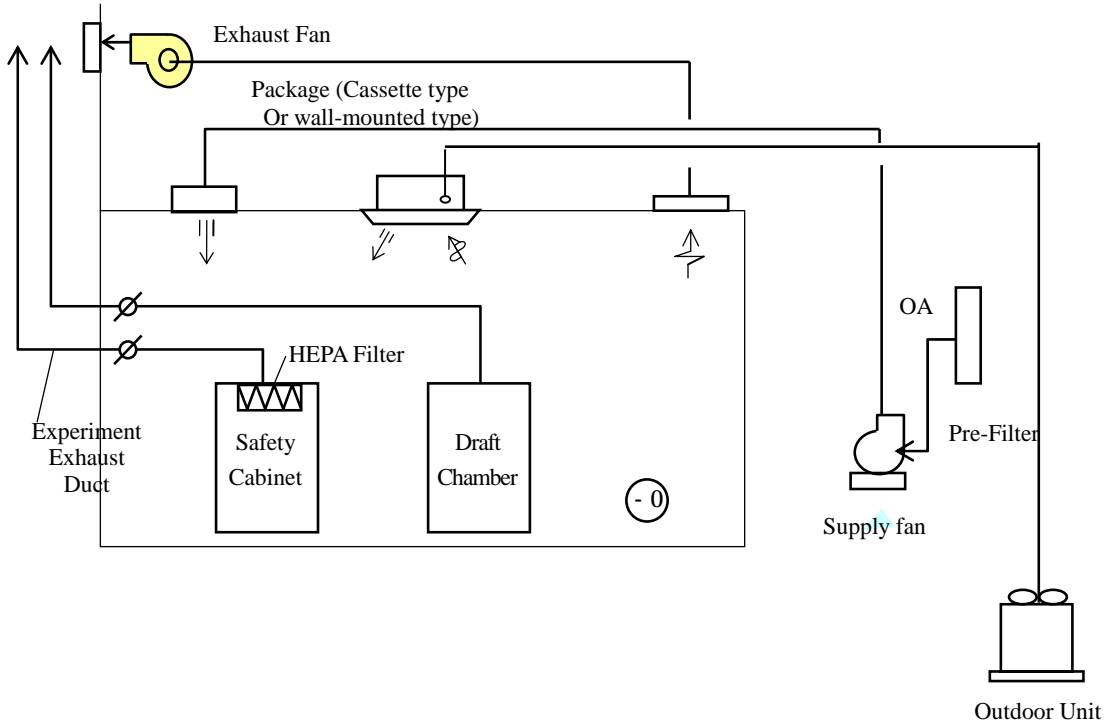 Exhaust Fan
Package (Cassette type
Or wall-mounted type)
OA
HEPA Filter
Experiment
Exhaust
Duct
Safety
Cabinet
Draft
Chamber
Pre-Filter
- 0
Supply fan
Outdoor Unit